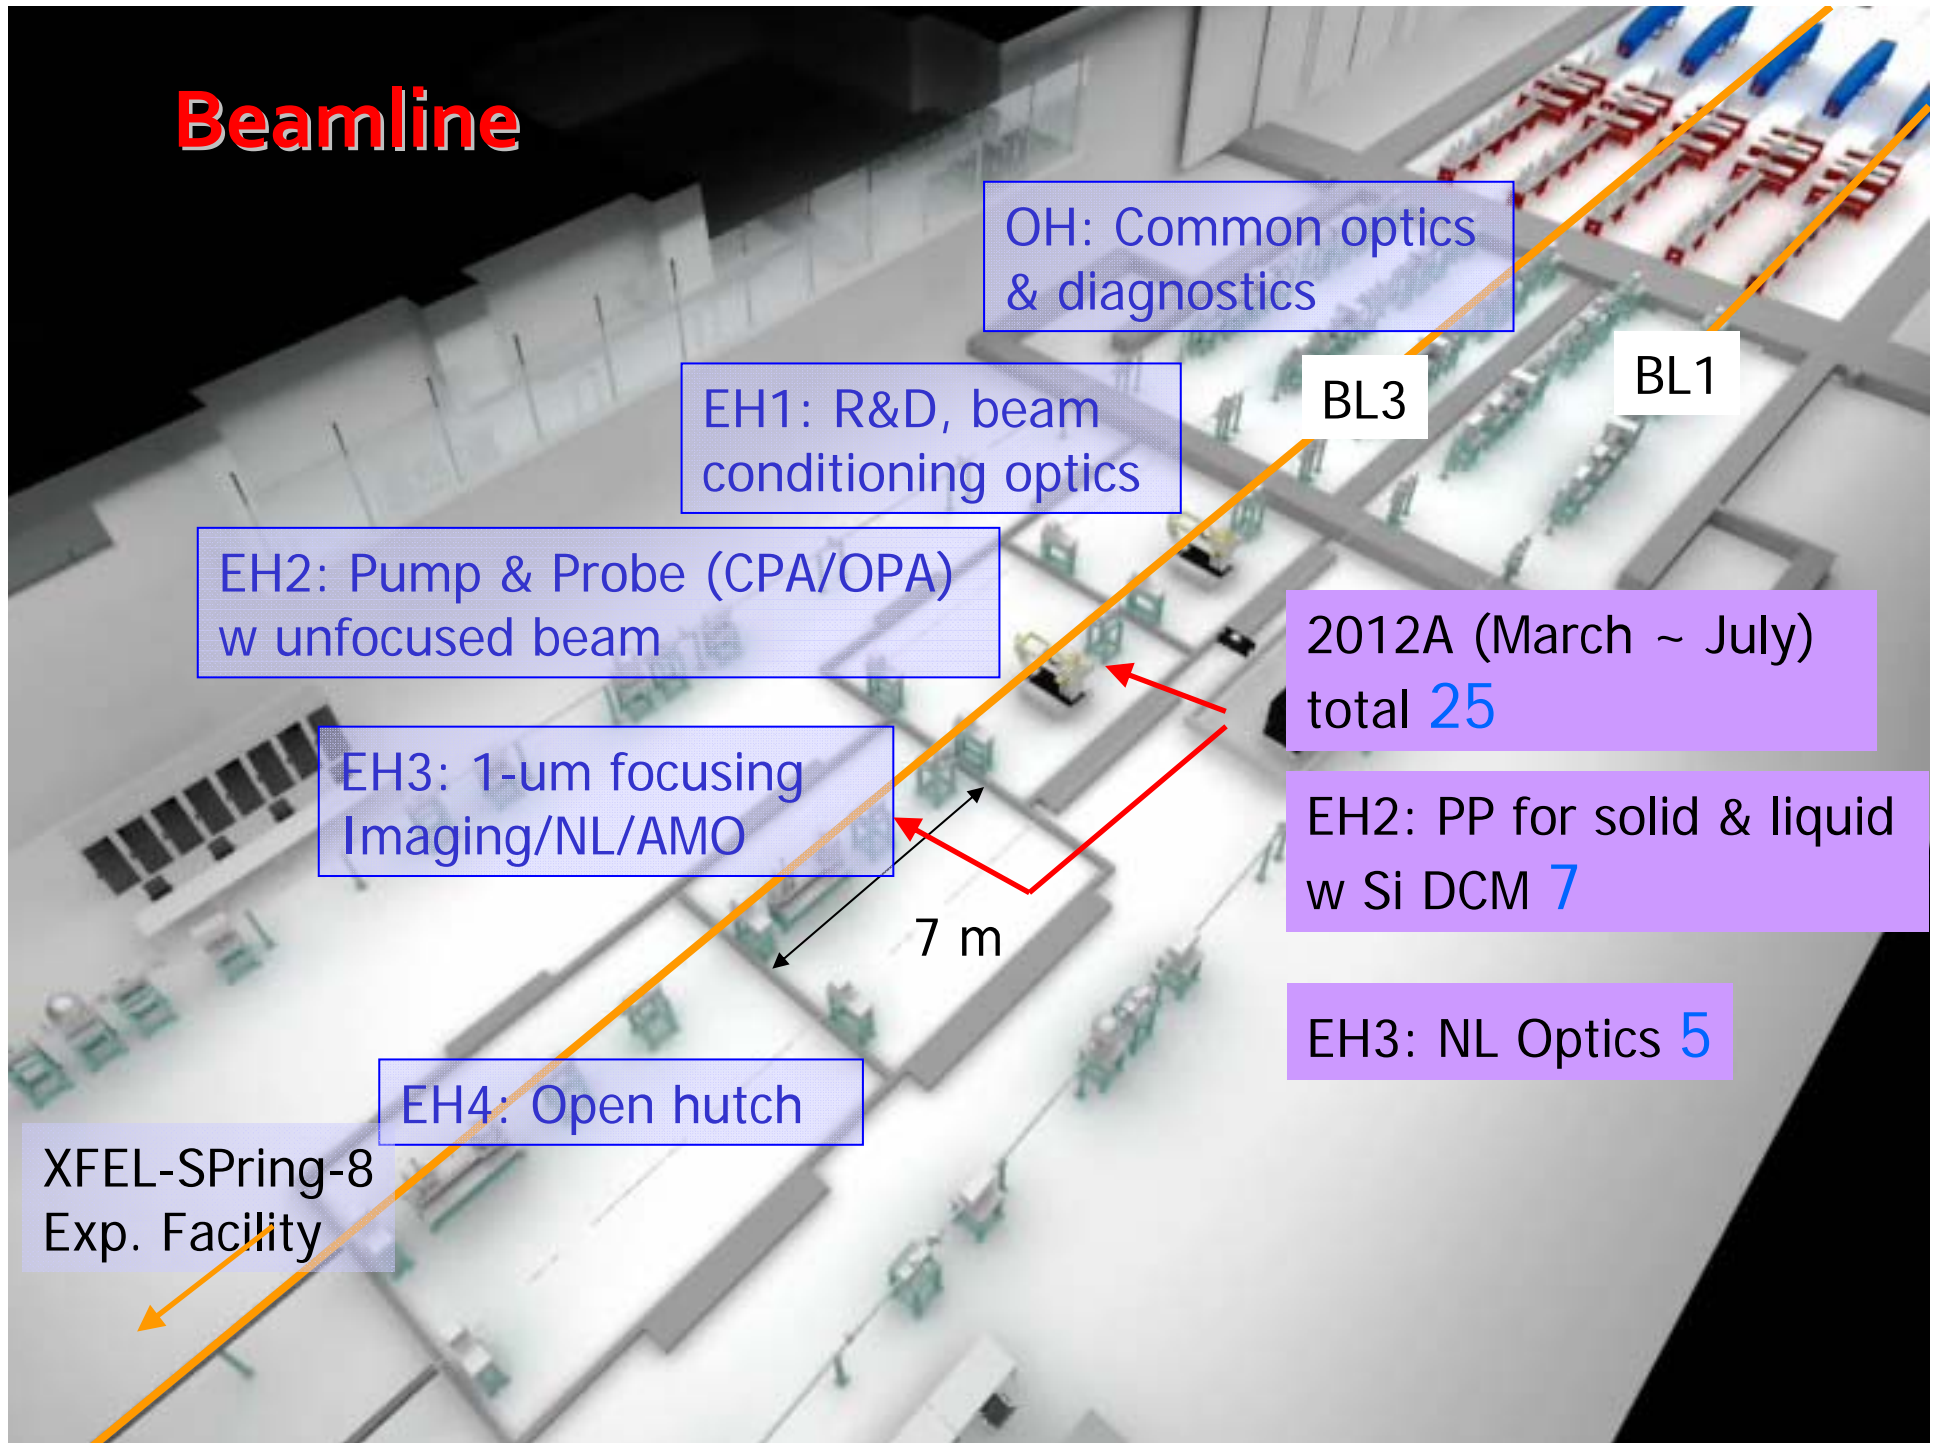 Beamline
OH: Common optics
& diagnostics
BL3
BL1
EH1: R&D, beam
conditioning optics
EH2: Pump & Probe (CPA/OPA)
w unfocused beam
2012A (March ~ July)
total 25
EH3: 1-um focusing
Imaging/NL/AMO
EH2: PP for solid & liquid
w Si DCM 7
7 m
EH3: NL Optics 5
EH4: Open hutch
XFEL-SPring-8
Exp. Facility